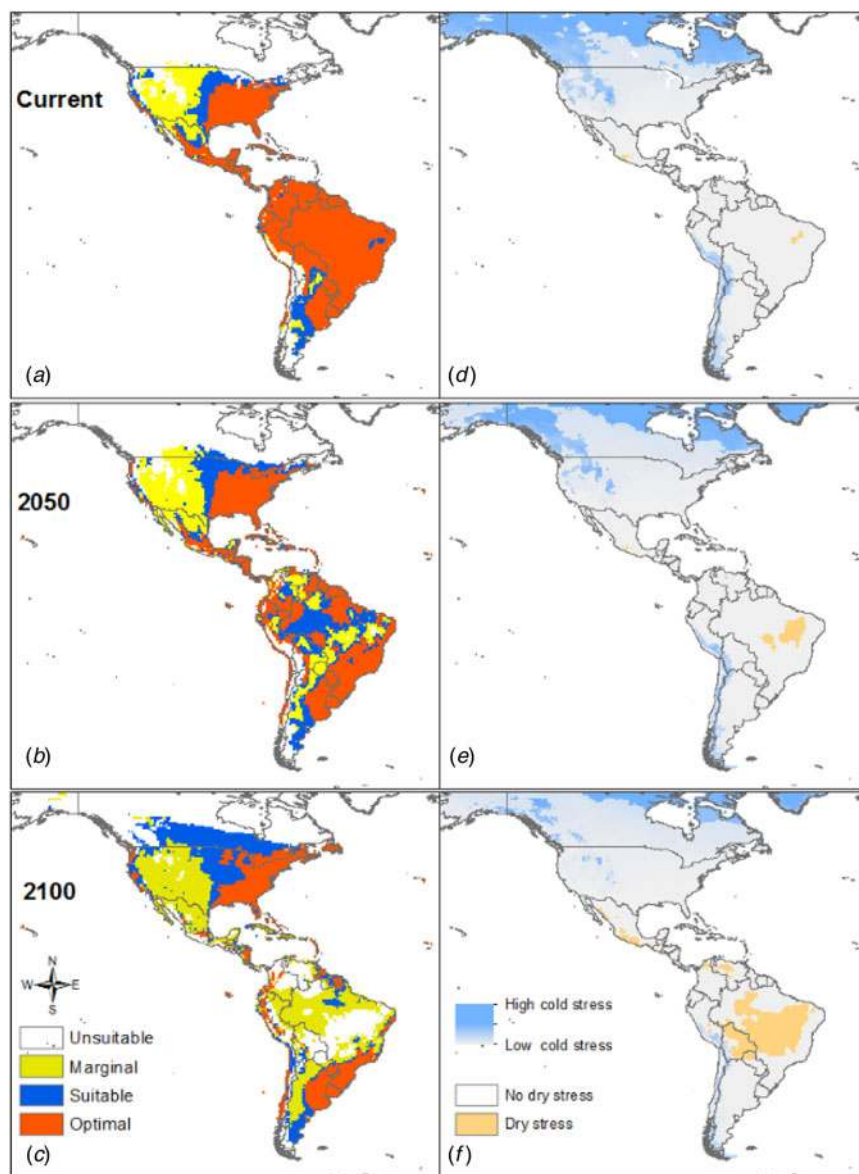 Current
(a)
(d)
2050
(b)
(e)
2100
N
W E
S
Unsuitable
Marginal
Suitable
Optimal
(c)
High cold stress
Low cold stress
No dry stress
Dry stress
(f)